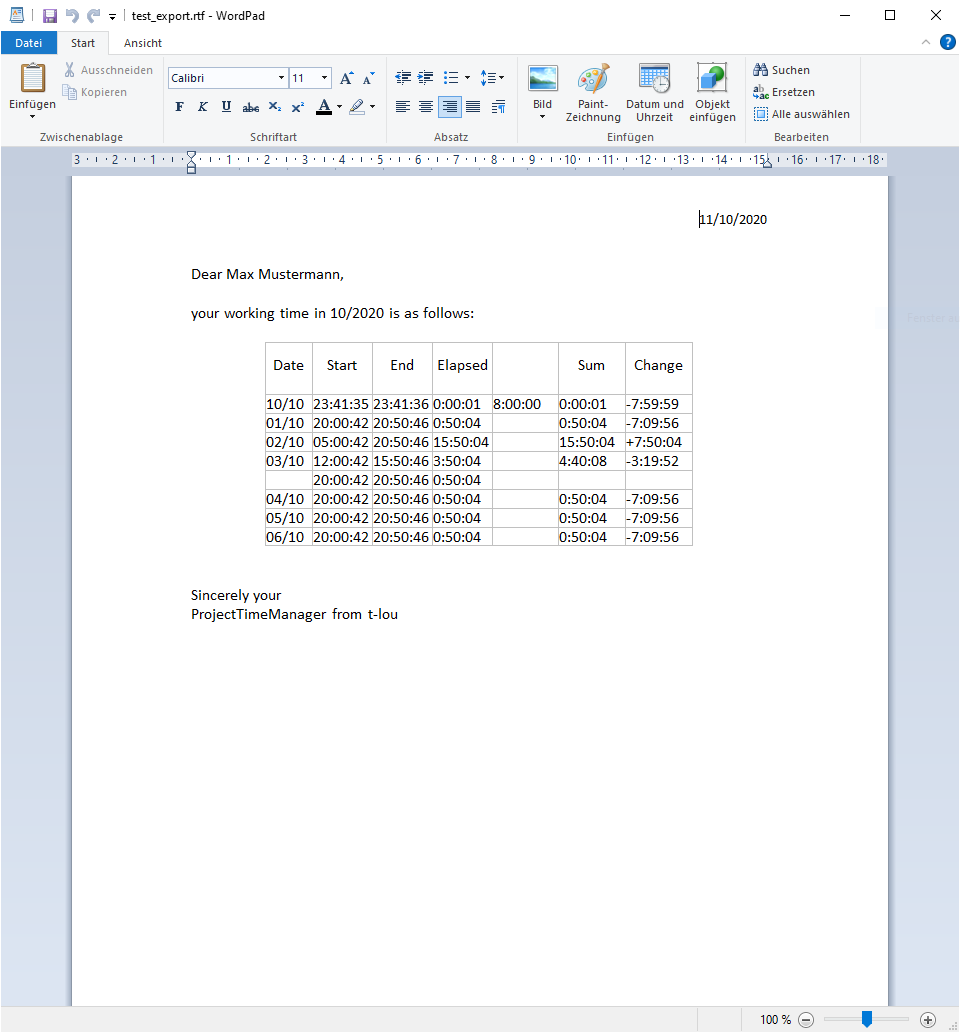 test_export.rtf - WordPad
Datei Start Ansicht
Einfügen
Ausschneiden
Kopieren
Zwischenablage
Calibri 11
F K U abc X₂ X² A
Schriftart
Absatz
Bild
Paint-Zeichnung
Datum und Uhrzeit
Objekt einfügen
Einfügen
Suchen
Ersetzen
Alle auswählen
Bearbeiten
3 2 1 1 2 3 4 5 6 7 8 9 10 11 12 13 14 15 16 17 18
11/10/2020
Dear Max Mustermann,
your working time in 10/2020 is as follows:
Date Start End Elapsed Sum Change
10/10 23:41:35 23:41:36 0:00:01 8:00:00 0:00:01 -7:59:59
01/10 20:00:42 20:50:46 0:50:04 0:50:04 -7:09:56
02/10 05:00:42 20:50:46 15:50:04 15:50:04 +7:50:04
03/10 12:00:42 15:50:46 3:50:04 4:40:08 -3:19:52
20:00:42 20:50:46 0:50:04
04/10 20:00:42 20:50:46 0:50:04 0:50:04 -7:09:56
05/10 20:00:42 20:50:46 0:50:04 0:50:04 -7:09:56
06/10 20:00:42 20:50:46 0:50:04 0:50:04 -7:09:56
Sincerely your
ProjectTimeManager from t-lou
100 %